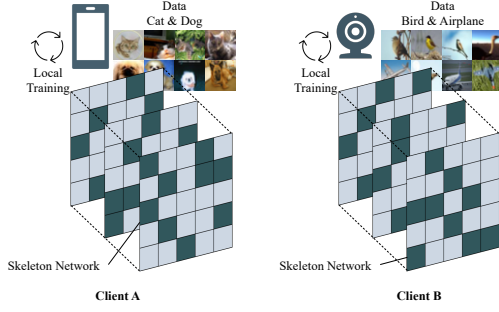 Data
Cat & Dog
Local
Training
Skeleton Network
Client A
Data
Bird & Airplane
Local
Training
Skeleton Network
Client B